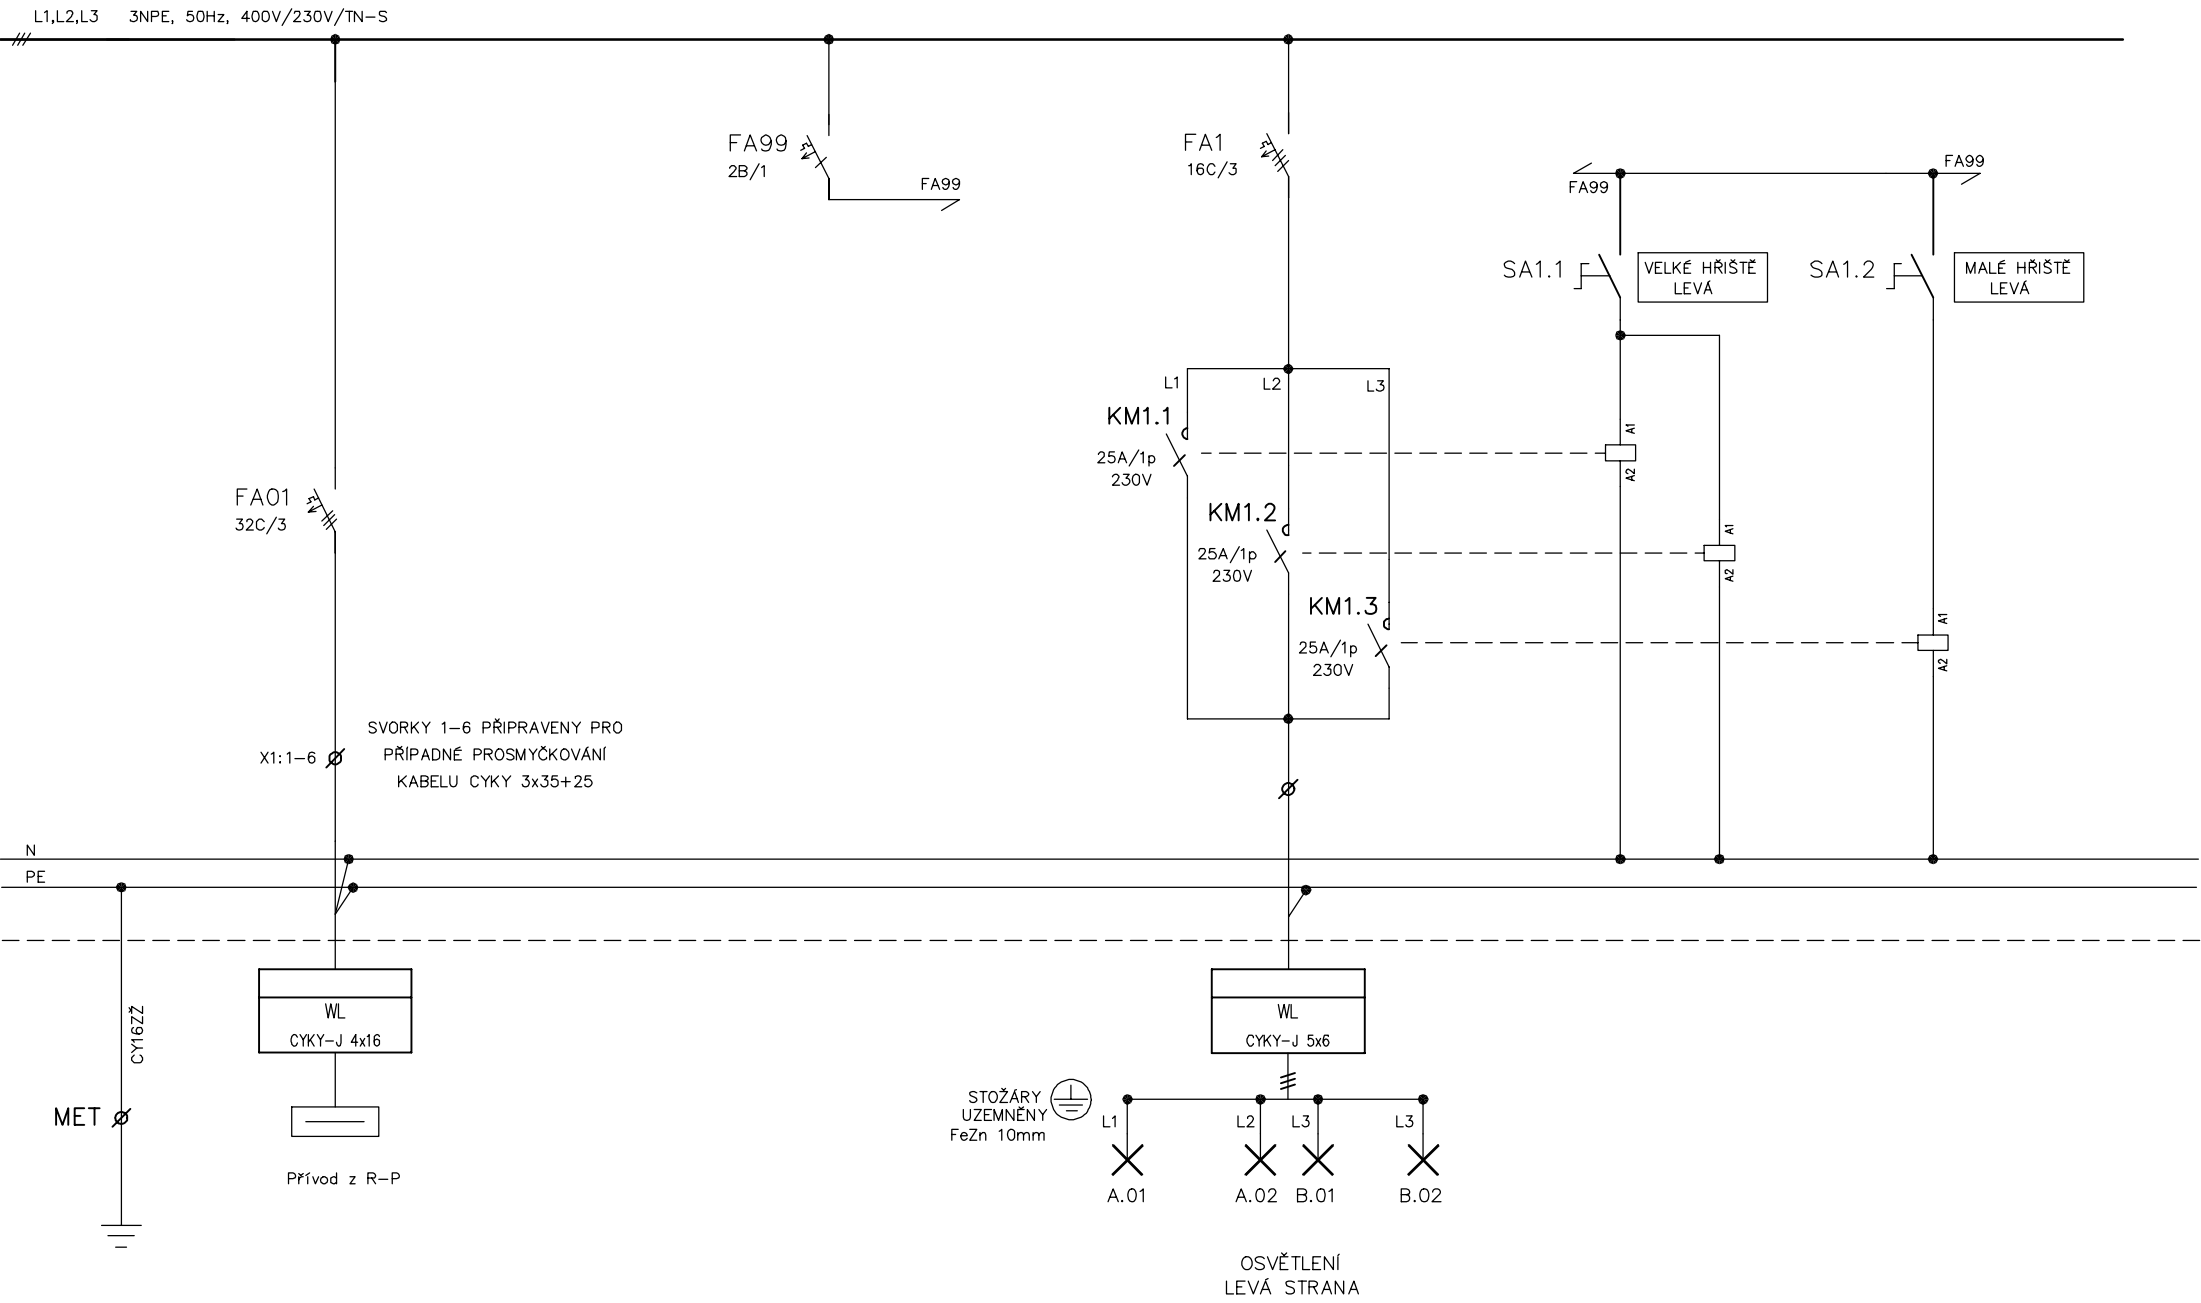 L1,L2,L3 3NPE, 50Hz, 400V/230V/TN-S
FA99
2B/1
FA99
FA1
16C/3
FA99
FA99
SA1.1
VELKÉ HŘIŠTĚ
LEVÁ
SA1.2
MALÉ HŘIŠTĚ
LEVÁ
L1
L2
L3
KM1.1
25A/1p
230V
A1
A2
FA01
32C/3
KM1.2
25A/1p
230V
A1
A2
KM1.3
25A/1p
230V
A1
A2
X1:1-6
SVORKY 1-6 PŘIPRAVENY PRO
PŘÍPADNÉ PROSMYČKOVÁNÍ
KABELU CYKY 3x35+25
N
PE
CY16ZŽ
MET
WL
CYKY-J 4x16
Přívod z R-P
WL
CYKY-J 5x6
STOŽÁRY
UZEMNĚNY
FeZn 10mm
L1
L2
L3
L3
A.01
A.02
B.01
B.02
OSVĚTLENÍ
LEVÁ STRANA